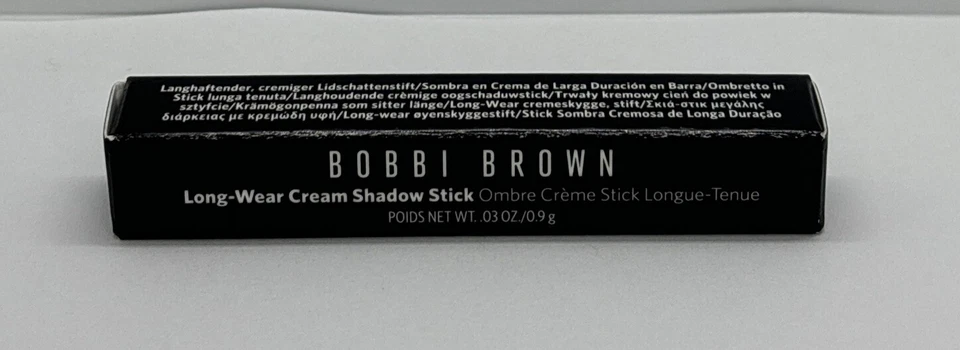 Langhaftender, cremiger Lidschattenstift/Sombra en Crema de Larga Duración en Barra/Ombretto in
Stick lunga tenuta/Langhoudende crèmige oogschaduwstick/Trwały kremowy cień do powiek w
sztyfcie/Krämögonpenna som sitter länge/Long-Wear cremeskygge, stift/Σκιά-στικ μεγάλης
διάρκειας με κρεμώδη υφή/Long-wear øyenskyggestift/Stick Sombra Cremosa de Longa Duração
BOBBI BROWN
Long-Wear Cream Shadow Stick Ombre Crème Stick Longue-Tenue
POIDS NET WT. .03 OZ./0.9 g